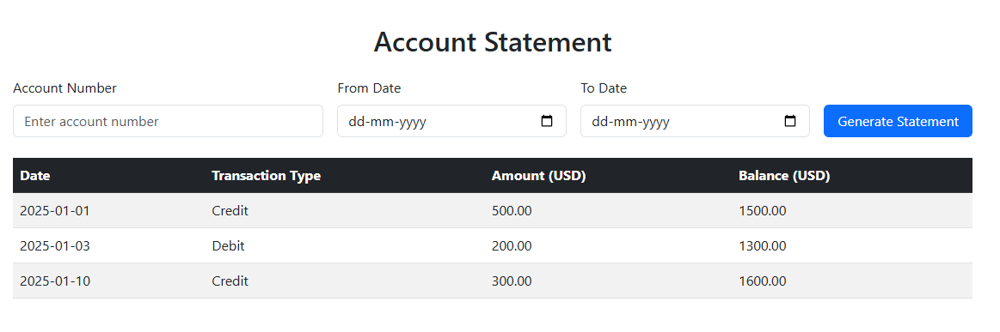 Account Statement
Account Number From Date To Date
Enter account number dd-mm-yyyy dd-mm-yyyy Generate Statement
Date Transaction Type Amount (USD) Balance (USD)
2025-01-01 Credit 500.00 1500.00
2025-01-03 Debit 200.00 1300.00
2025-01-10 Credit 300.00 1600.00